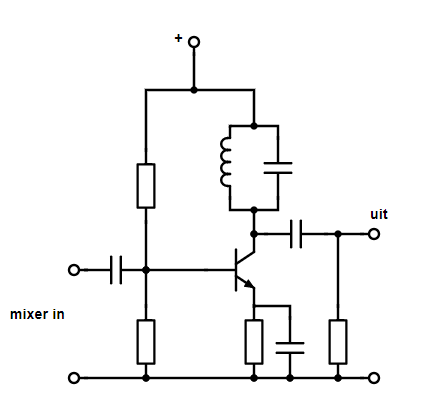 +
uit
mixer in